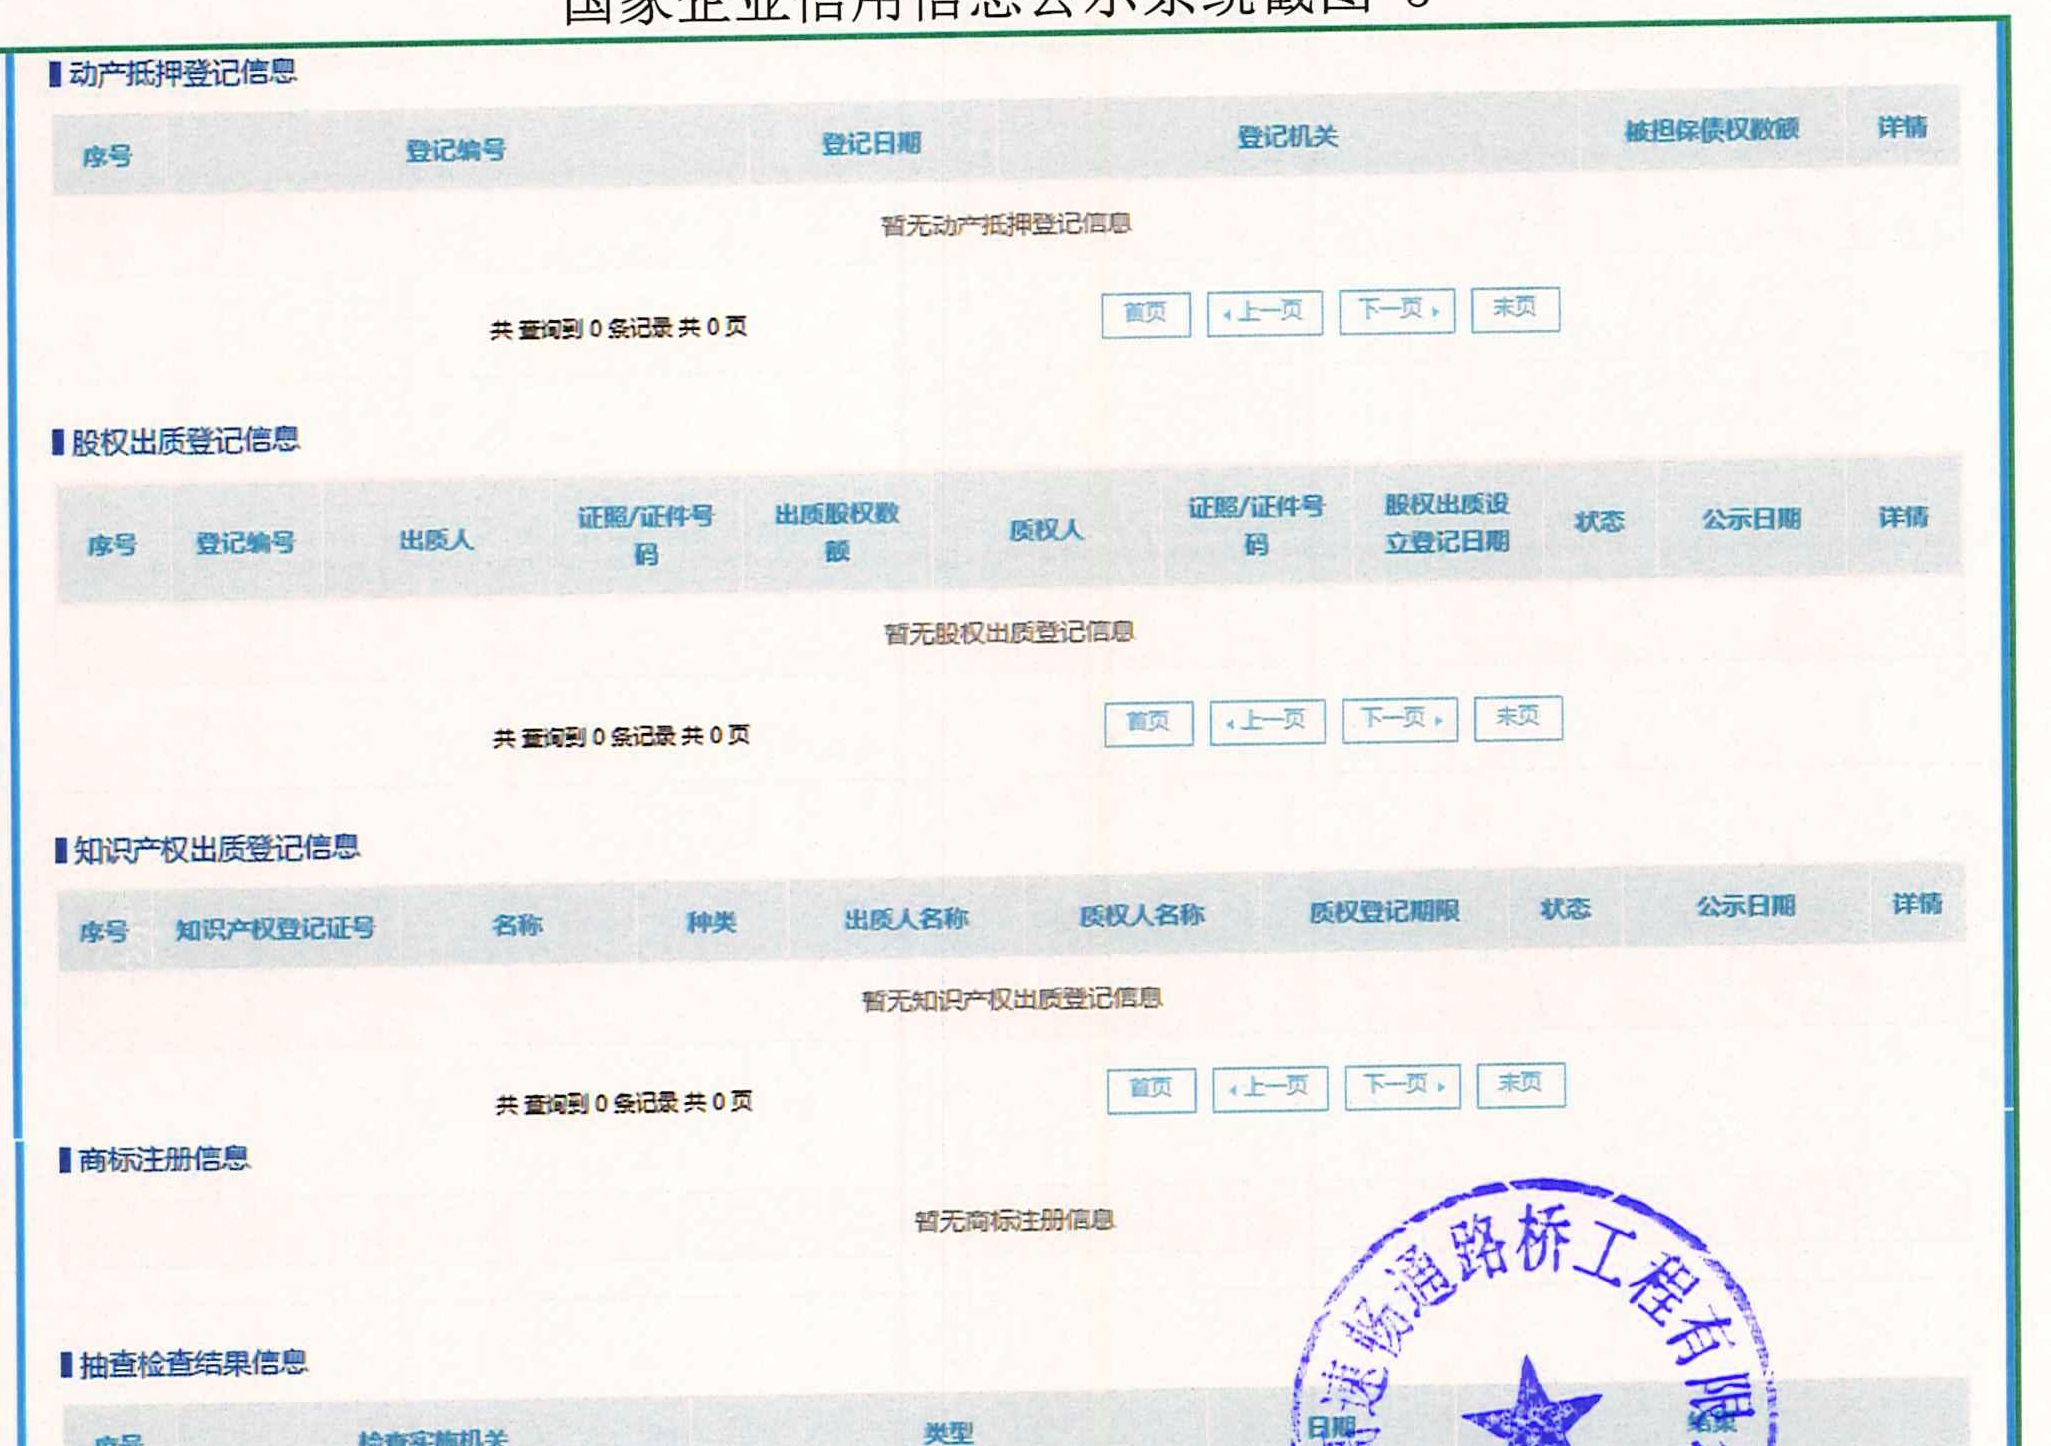 国家企业信用信息公示系统截图
动产抵押登记信息
序号 登记编号 登记日期 登记机关 被担保债权数额 详情
暂无动产抵押登记信息
共 查询到 0 条记录 共 0 页 首页 上一页 下一页 末页
股权出质登记信息
序号 登记编号 出质人 证照/证件号码 出质股权数额 质权人 证照/证件号码 股权出质设立登记日期 状态 公示日期 详情
暂无股权出质登记信息
共 查询到 0 条记录 共 0 页 首页 上一页 下一页 末页
知识产权出质登记信息
序号 知识产权登记证号 名称 种类 出质人名称 质权人名称 质权登记期限 状态 公示日期 详情
暂无知识产权出质登记信息
共 查询到 0 条记录 共 0 页 首页 上一页 下一页 末页
商标注册信息
暂无商标注册信息
抽查检查结果信息
序号 检查实施机关 类型 日期 结果
速畅通路桥工程有限